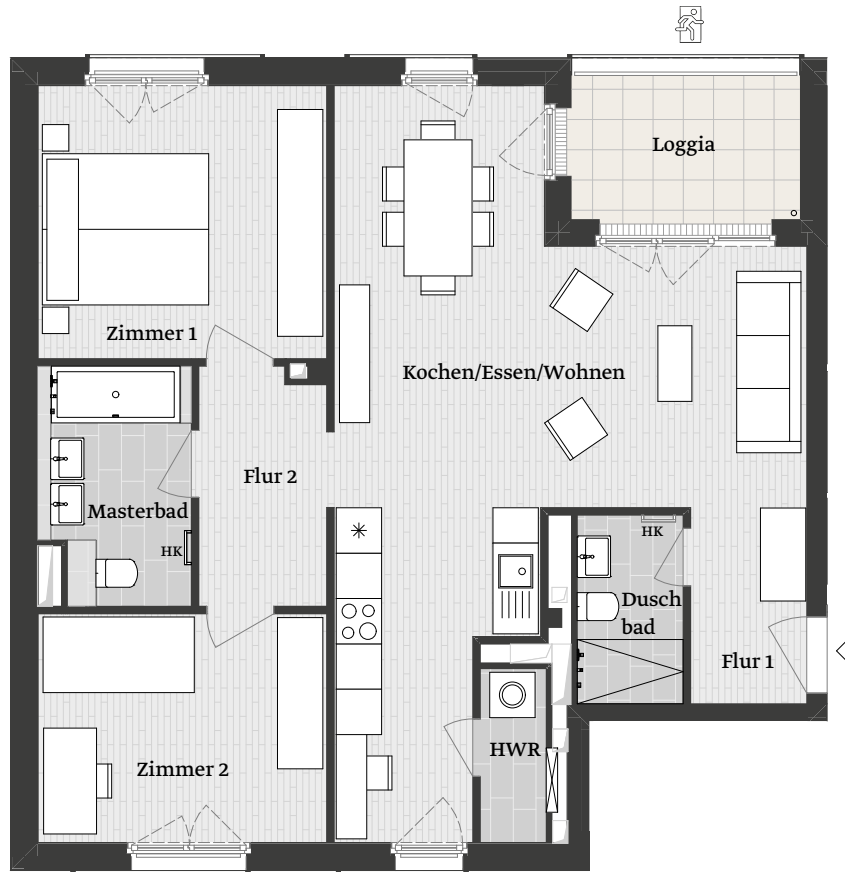 Loggia
Zimmer 1
Kochen/Essen/Wohnen
Flur 2
Masterbad
HK
HK
Dusch
bad
Flur 1
HWR
Zimmer 2